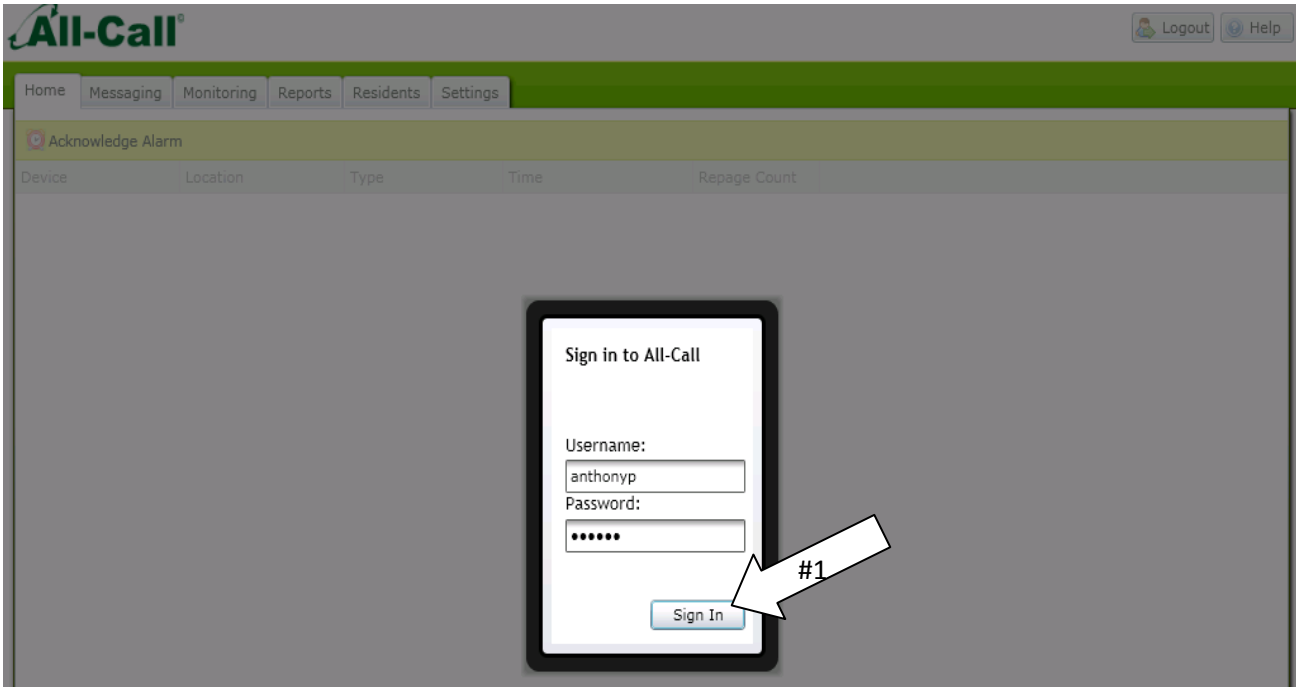 All-Call©
Logout Help
Home Messaging Monitoring Reports Residents Settings
Acknowledge Alarm
Device Location Type Time Repage Count
Sign in to All-Call
Username:
anthonyp
Password:
••••••
#1
Sign In